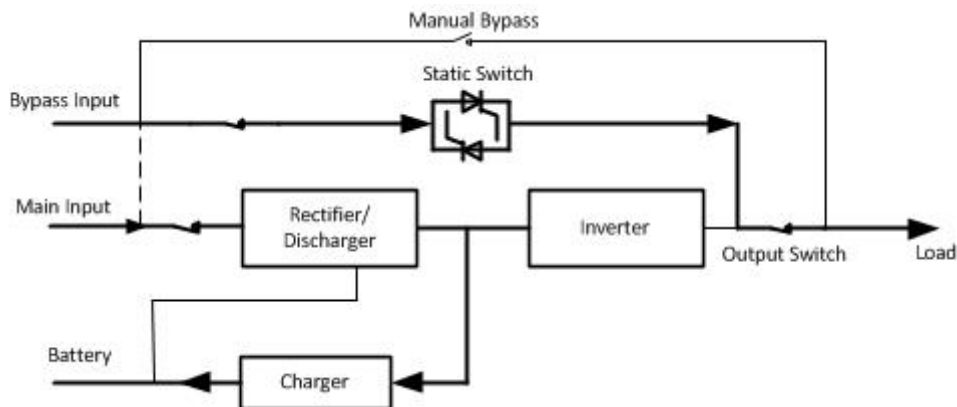 Manual Bypass
Static Switch
Bypass Input
Main Input
Rectifier/
Discharger
Inverter
Output Switch
Load
Battery
Charger